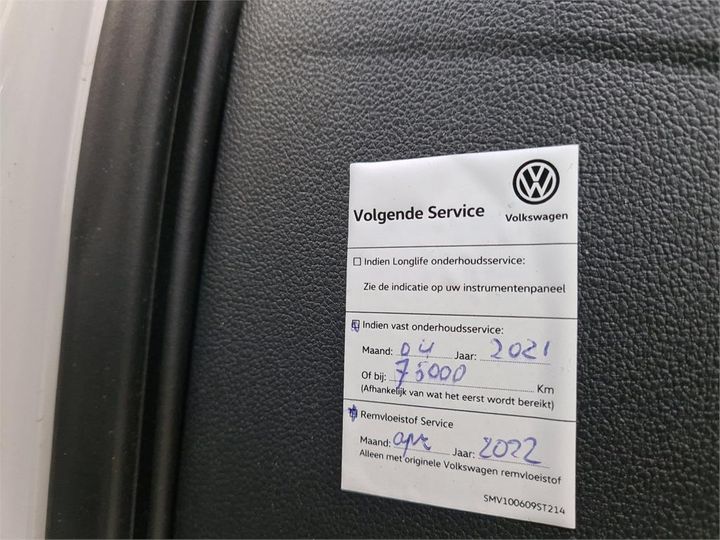 Volgende Service
Volkswagen
Indien Longlife onderhoudsservice:
Zie de indicatie op uw instrumentenpaneel
Indien vast onderhoudsservice:
Maand: 04 Jaar: 2021
Of bij: 75000 Km
(Afhankelijk van wat het eerst wordt bereikt)
Remvloeistof Service
Maand: apr Jaar: 2022
Alleen met originele Volkswagen remvloeistof
SMV100609ST214